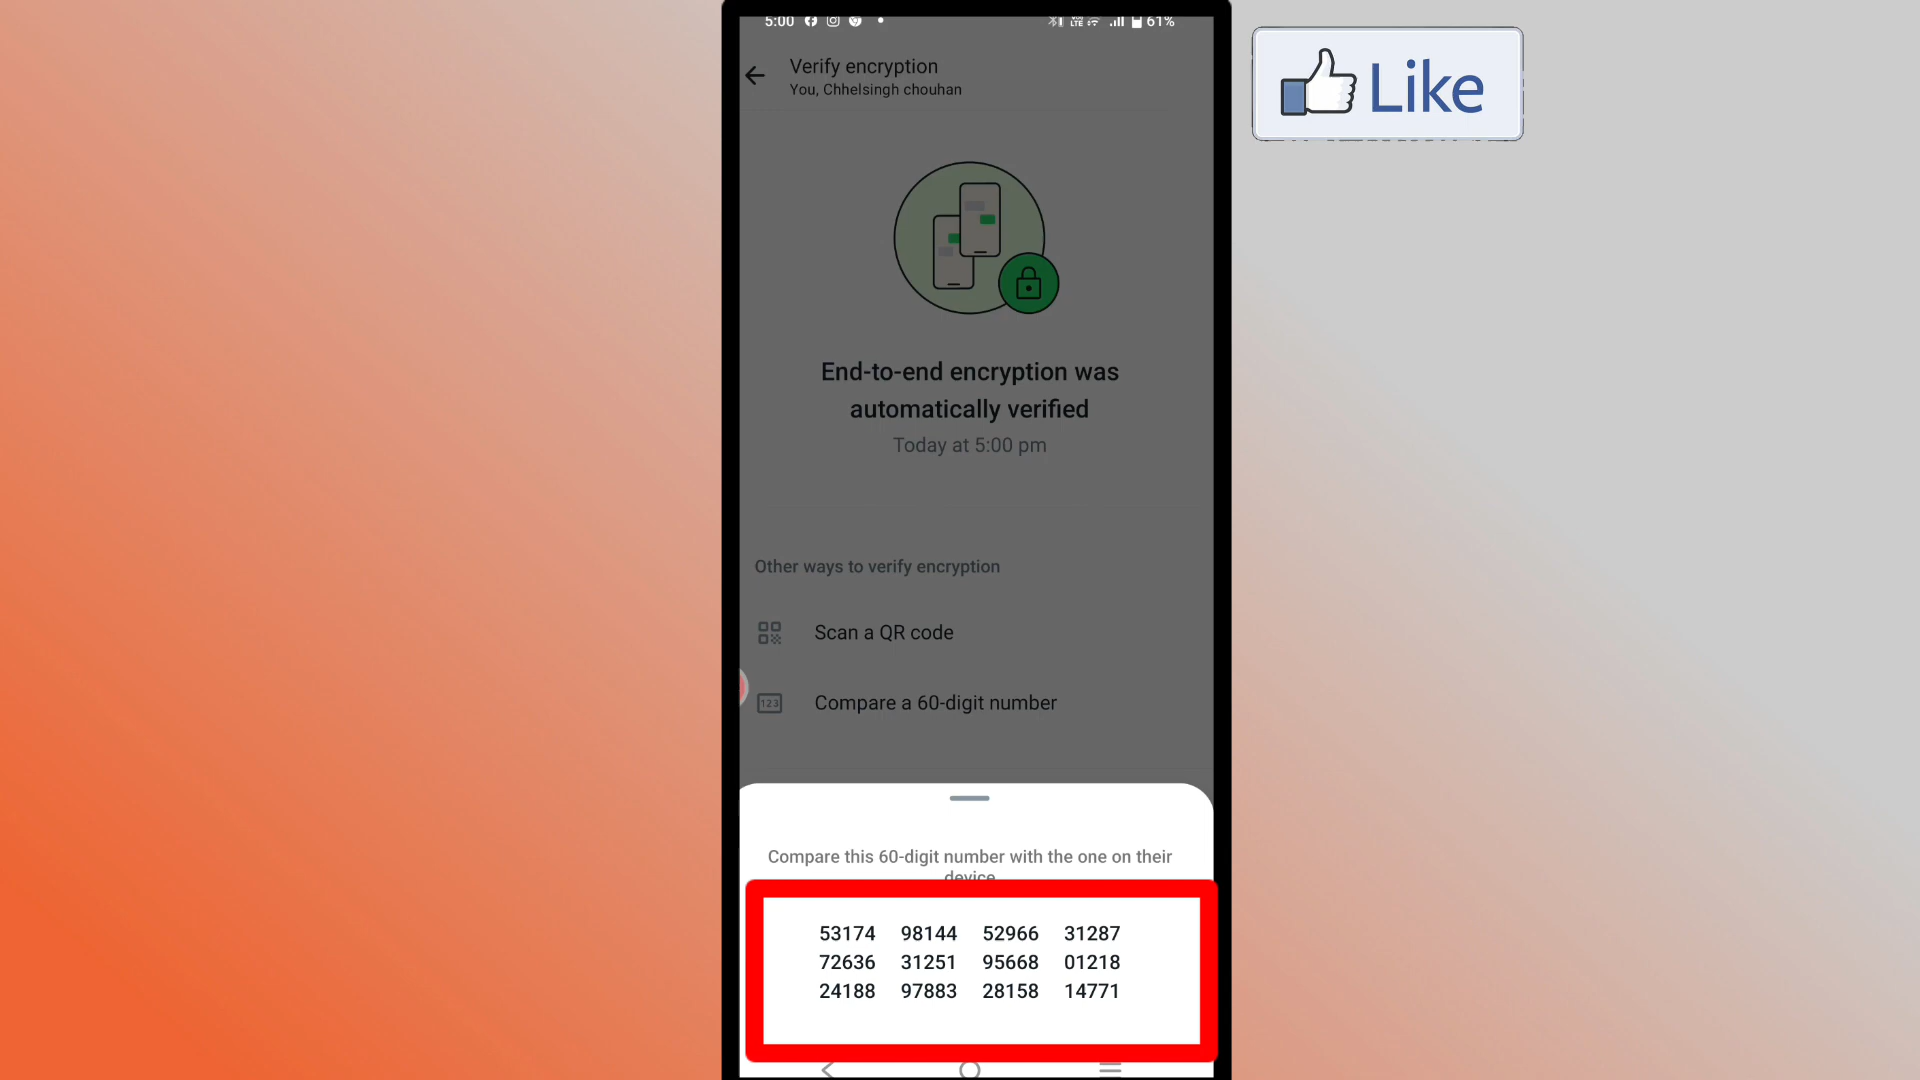 5:00
61%
Like
Verify encryption
You, Chhelsingh chouhan
End-to-end encryption was
automatically verified
Today at 5:00 pm
Other ways to verify encryption
Scan a QR code
123
Compare a 60-digit number
Compare this 60-digit number with the one on their
device
53174 98144 52966 31287
72636 31251 95668 01218
24188 97883 28158 14771